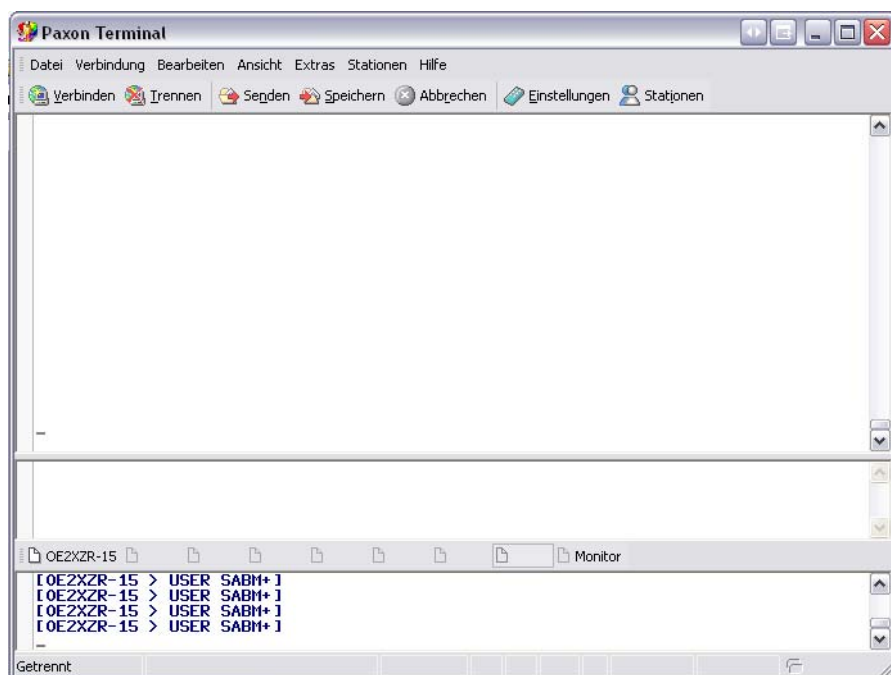 Paxon Terminal
Datei Verbindung Bearbeiten Ansicht Extras Stationen Hilfe
Verbinden Trennen Senden Speichern Abbrechen Einstellungen Stationen
OE2XZR-15 Monitor
[OE2XZR-15 > USER SABM+]
[OE2XZR-15 > USER SABM+]
[OE2XZR-15 > USER SABM+]
[OE2XZR-15 > USER SABM+]
Getrennt